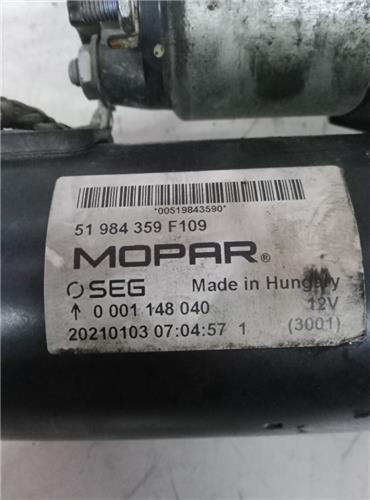 *00519843590*
51 984 359 F109
MOPAR®
SEG Made in Hungary
↑ 0 001 148 040 12V
20210103 07:04:57 1 (3001)